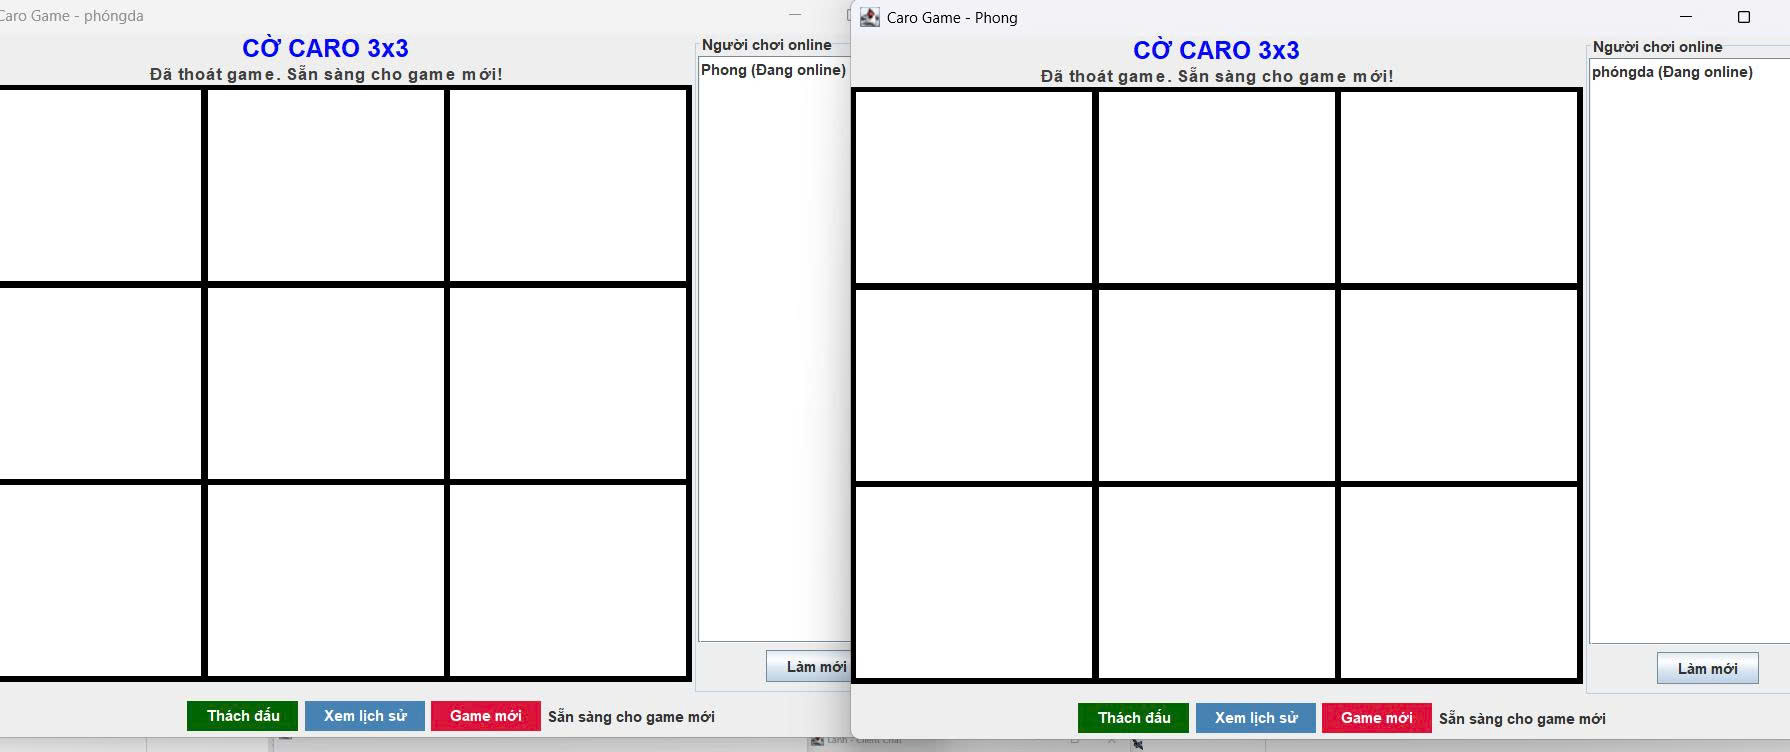 Caro Game - phóngda
CỜ CARO 3x3
Đã thoát game. Sẵn sàng cho game mới!
Người chơi online
Phong (Đang online)
Làm mới
Thách đấu
Xem lịch sử
Game mới
Sẵn sàng cho game mới
Caro Game - Phong
CỜ CARO 3x3
Đã thoát game. Sẵn sàng cho game mới!
Người chơi online
phóngda (Đang online)
Làm mới
Thách đấu
Xem lịch sử
Game mới
Sẵn sàng cho game mới